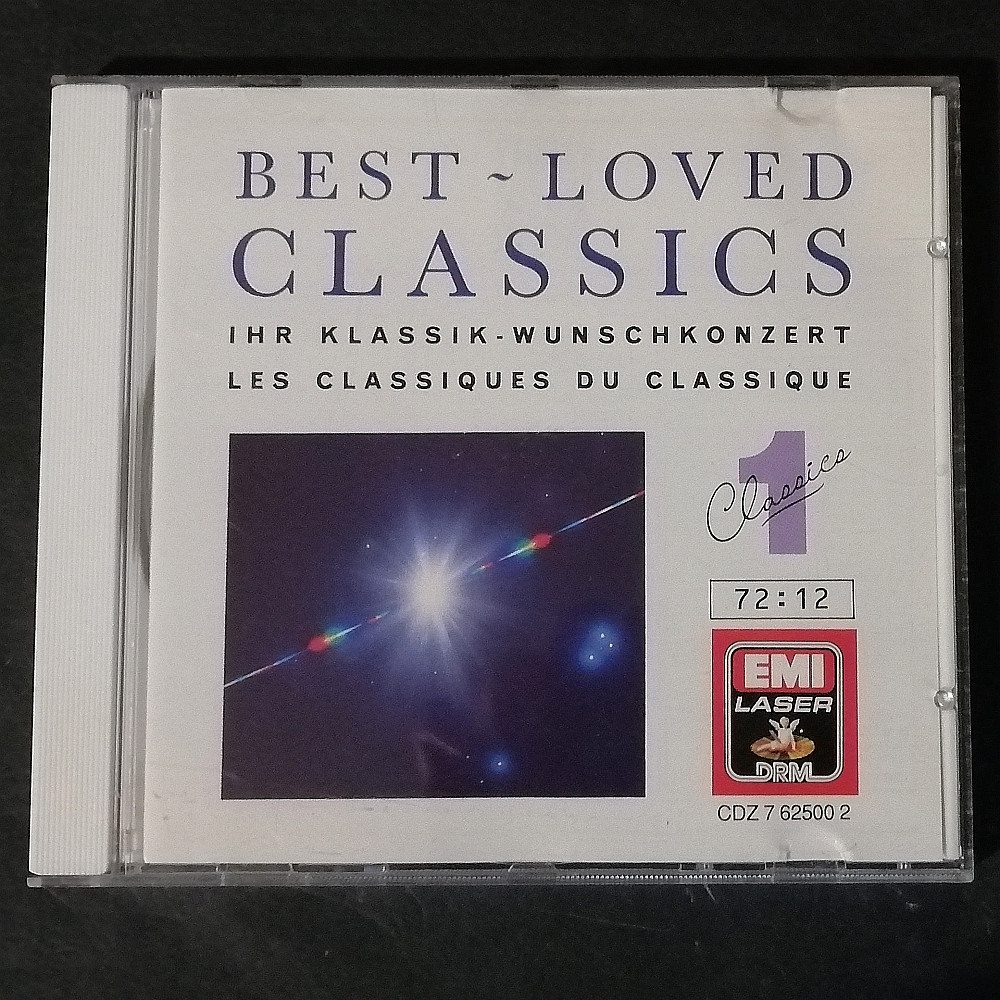 BEST ~ LOVED
CLASSICS
IHR KLASSIK-WUNSCHKONZERT
LES CLASSIQUES DU CLASSIQUE
1
Classics
72:12
EMI
LASER
DRM
CDZ 7 62500 2